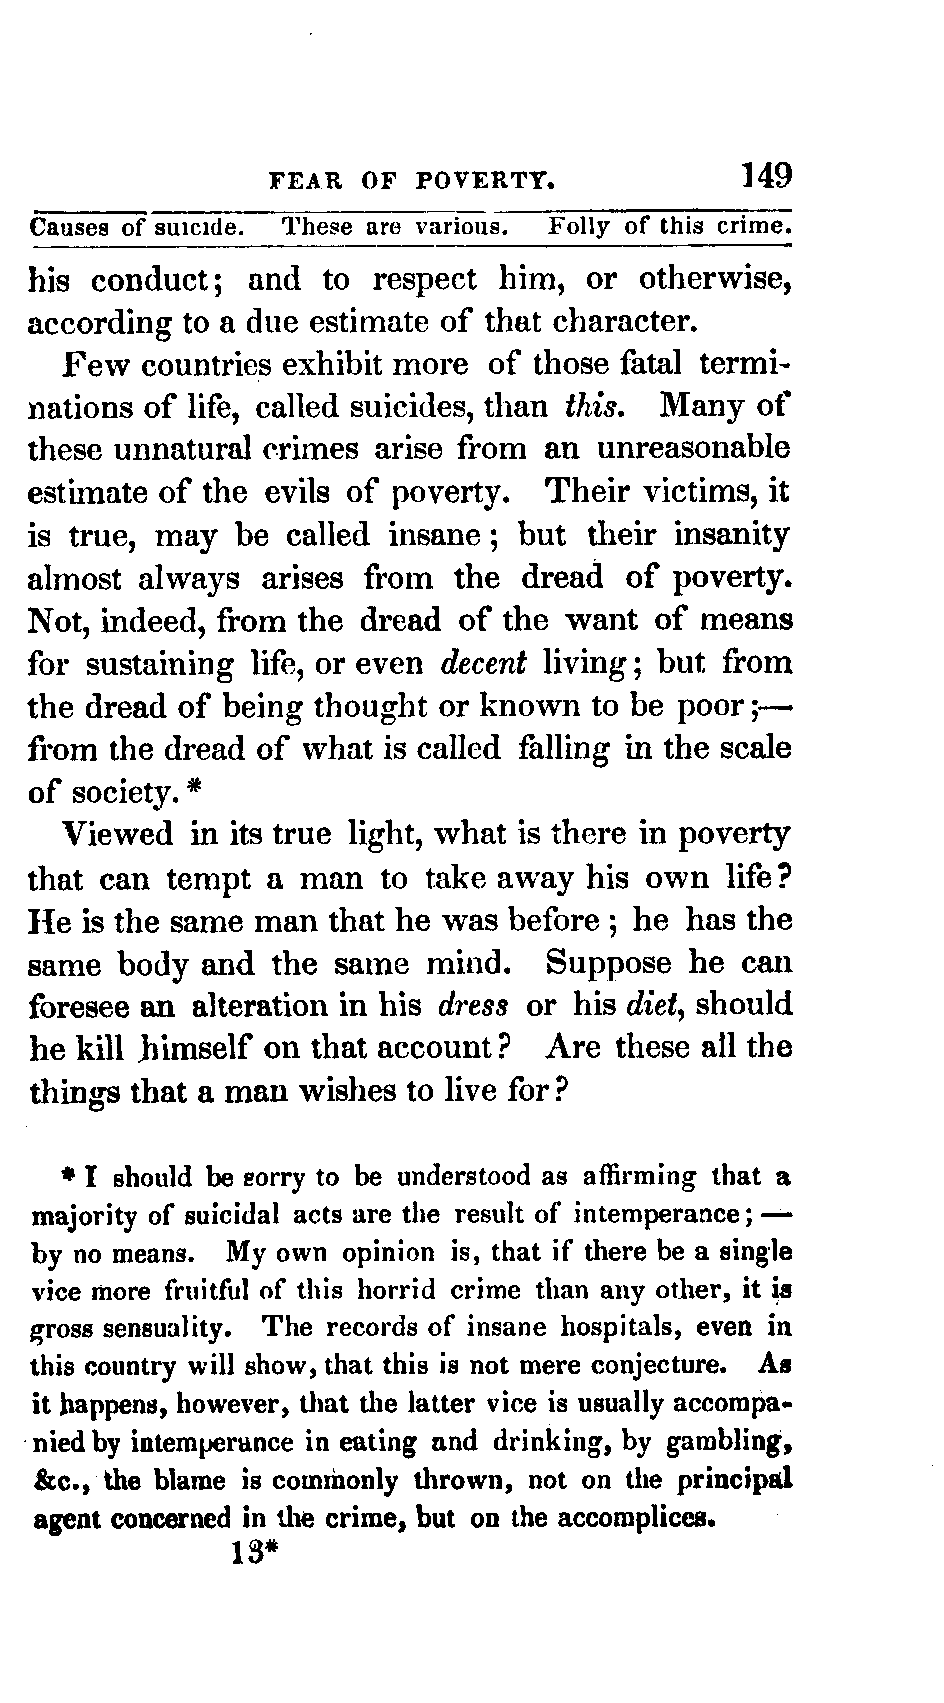 FEAR OF POVERTY. 149
Causes of suicide. These are various. Folly of this crime.
his conduct; and to respect him, or otherwise,
according to a due estimate of that character.
Few countries exhibit more of those fatal termi-
nations of life, called suicides, than this. Many of
these unnatural crimes arise from an unreasonable
estimate of the evils of poverty. Their victims, it
is true, may be called insane; but their insanity
almost always arises from the dread of poverty.
Not, indeed, from the dread of the want of means
for sustaining life, or even decent living; but from
the dread of being thought or known to be poor;—
from the dread of what is called falling in the scale
of society.*
Viewed in its true light, what is there in poverty
that can tempt a man to take away his own life?
He is the same man that he was before; he has the
same body and the same mind. Suppose he can
foresee an alteration in his dress or his diet, should
he kill himself on that account? Are these all the
things that a man wishes to live for?
* I should be sorry to be understood as affirming that a
majority of suicidal acts are the result of intemperance; —
by no means. My own opinion is, that if there be a single
vice more fruitful of this horrid crime than any other, it is
gross sensuality. The records of insane hospitals, even in
this country will show, that this is not mere conjecture. As
it happens, however, that the latter vice is usually accompa-
nied by intemperance in eating and drinking, by gambling,
&c., the blame is commonly thrown, not on the principal
agent concerned in the crime, but on the accomplices.
13*